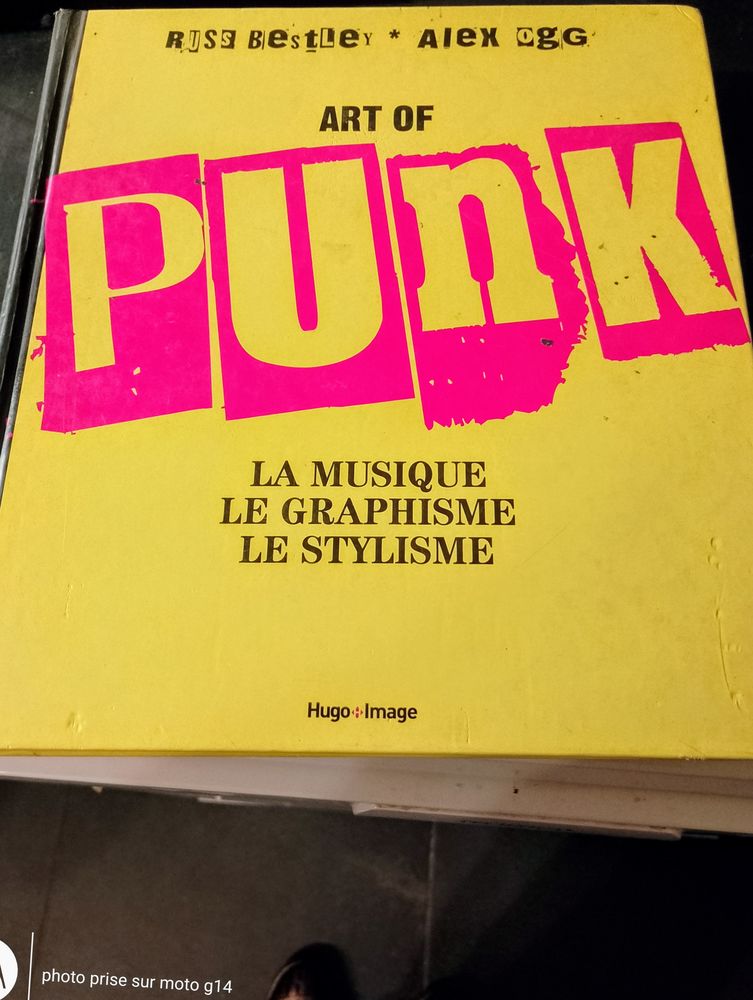 Russ Bestley * Alex Ogg
ART OF
PUnK
LA MUSIQUE
LE GRAPHISME
LE STYLISME
Hugo Image
photo prise sur moto g14